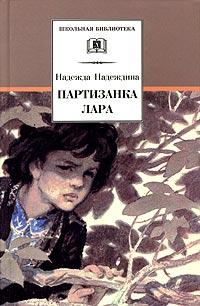 ШКОЛЬНАЯ БИБЛИОТЕКА
Надежда Надеждина
ПАРТИЗАНКА
ЛАРА